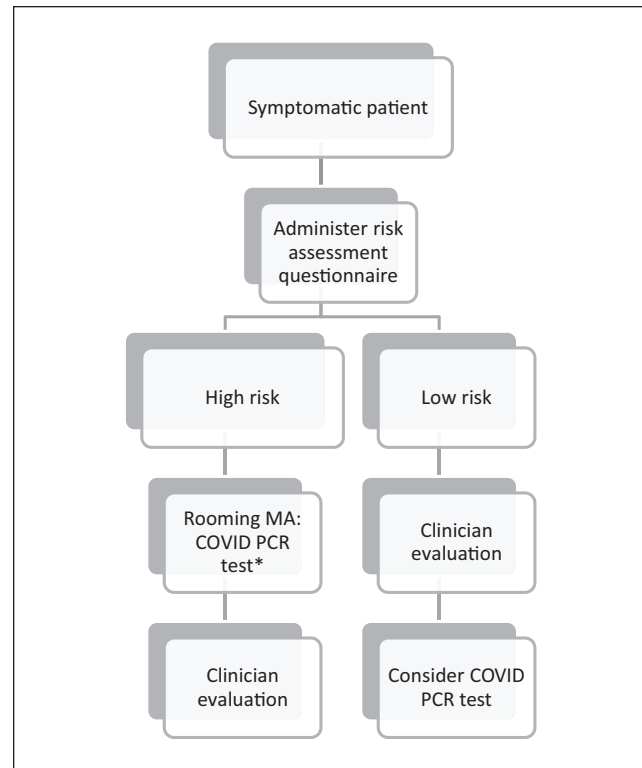 Symptomatic patient
Administer risk
assessment
questionnaire
High risk
Low risk
Rooming MA:
COVID PCR
test*
Clinician
evaluation
Clinician
evaluation
Consider COVID
PCR test